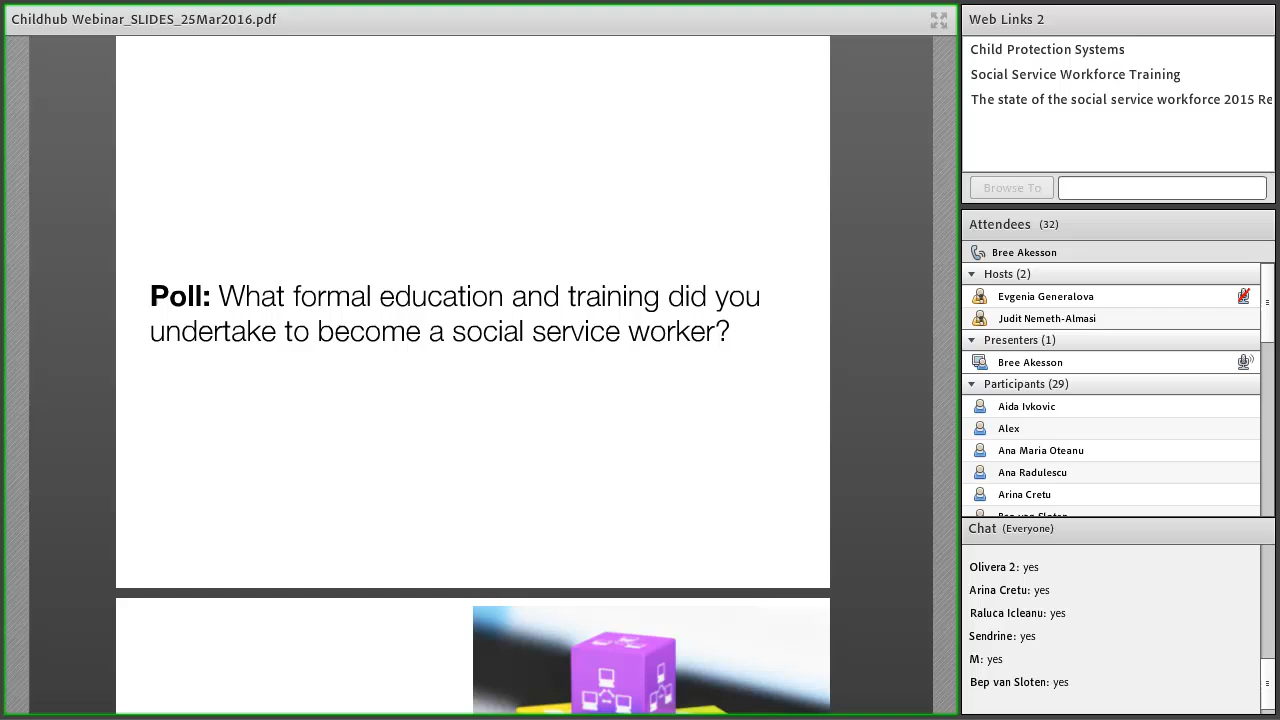 Childhub Webinar_SLIDES_25Mar2016.pdf
Poll: What formal education and training did you
undertake to become a social service worker?
Web Links 2
Child Protection Systems
Social Service Workforce Training
The state of the social service workforce 2015 Re
Browse To
Attendees (32)
Bree Akesson
Hosts (2)
Evgenia Generalova
Judit Nemeth-Almasi
Presenters (1)
Bree Akesson
Participants (29)
Aida Ivkovic
Alex
Ana Maria Oteanu
Ana Radulescu
Arina Cretu
Bep van Sloten
Chat (Everyone)
Olivera 2: yes
Arina Cretu: yes
Raluca Icleanu: yes
Sendrine: yes
M: yes
Bep van Sloten: yes